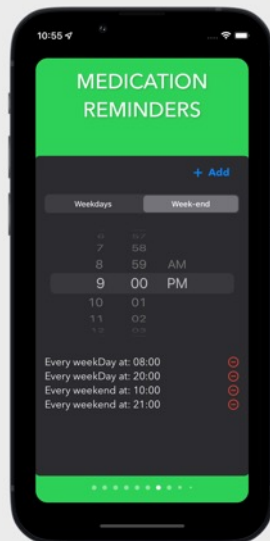 10:55
MEDICATION
REMINDERS
+ Add
Weekdays Week-end
7 58
8 59 AM
9 00 PM
10 01
11 02
Every weekDay at: 08:00
Every weekDay at: 20:00
Every weekend at: 10:00
Every weekend at: 21:00